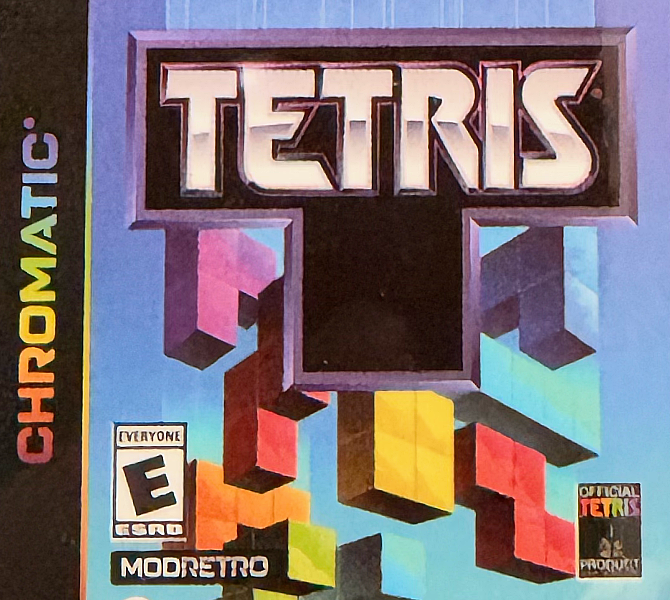 TETRIS
CHROMATIC
EVERYONE
E
ESRB
MODRETRO
OFFICIAL
TETRIS
PRODUCT